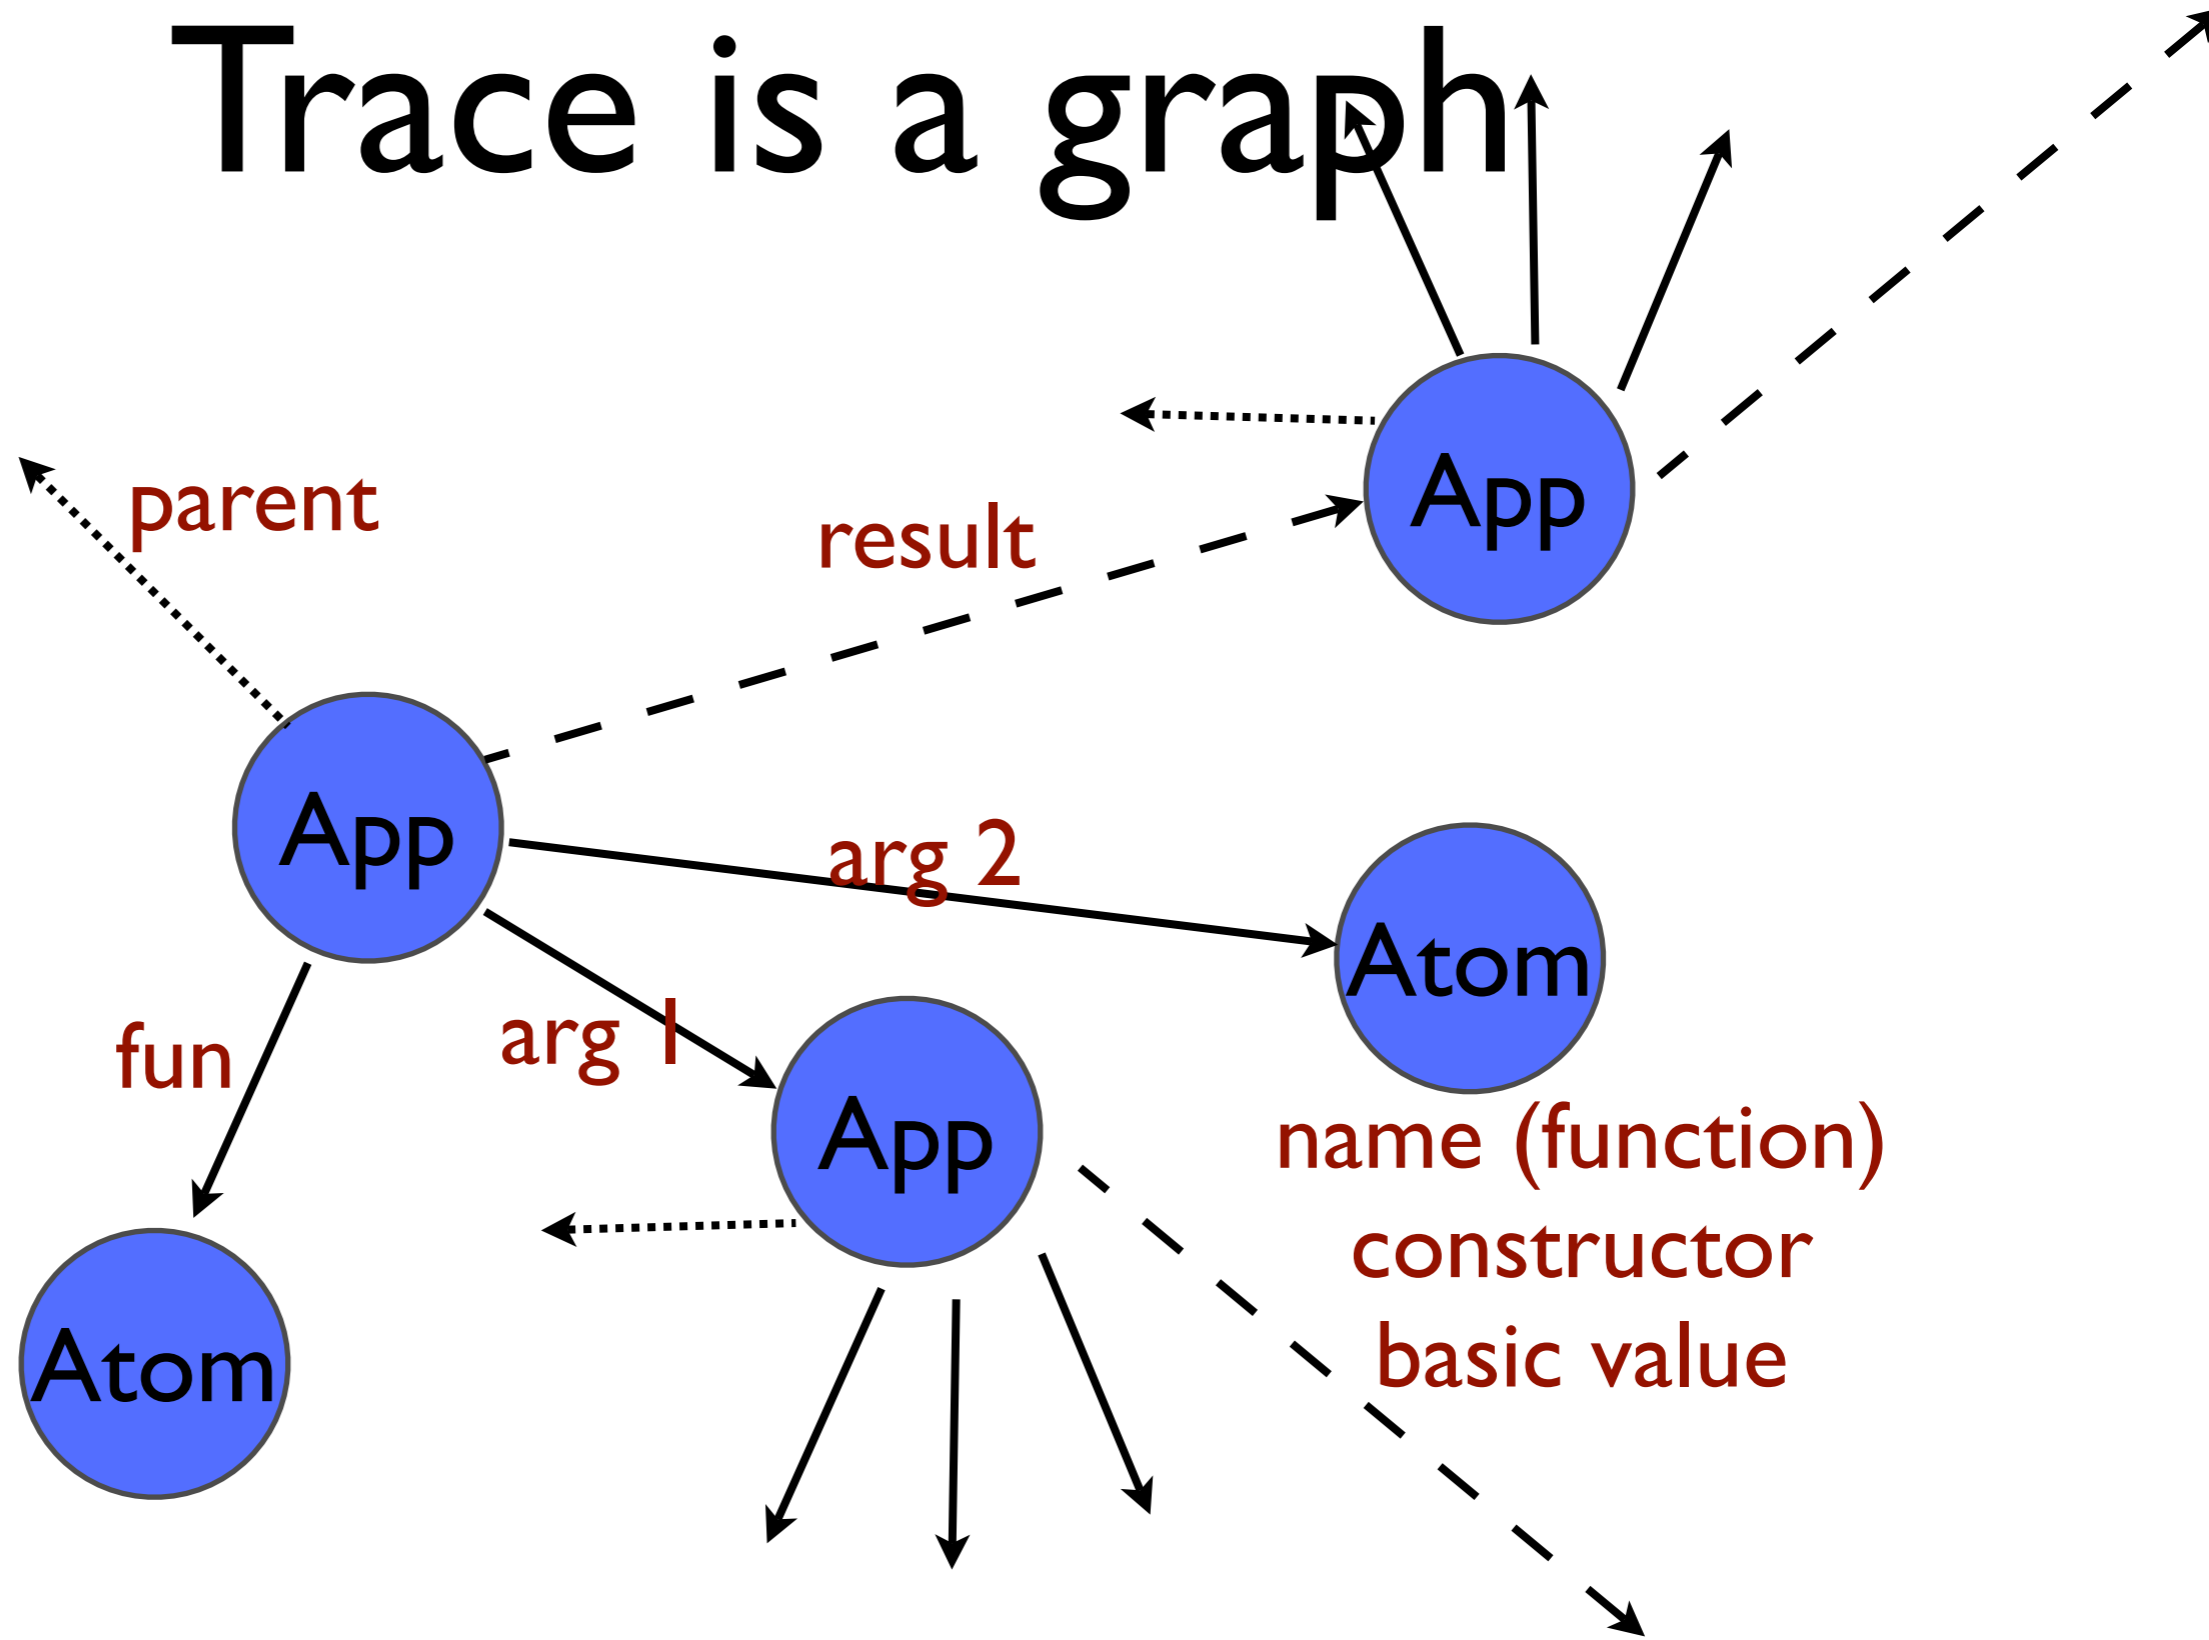 Trace is a graph
parent
result
App
App
arg 2
Atom
fun
arg 1
App
name (function)
constructor
basic value
Atom